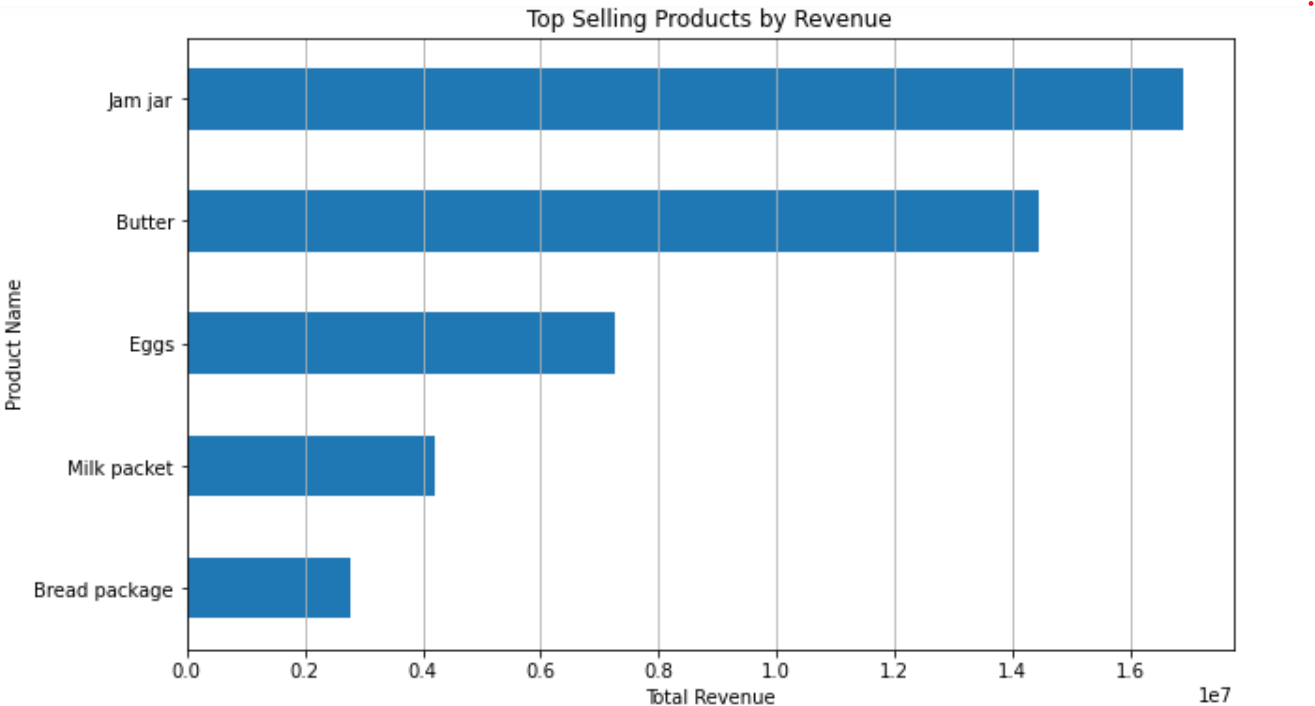 Top Selling Products by Revenue
Jam jar
Butter
Eggs
Milk packet
Bread package
Product Name
0.0 0.2 0.4 0.6 0.8 1.0 1.2 1.4 1.6
Total Revenue
1e7